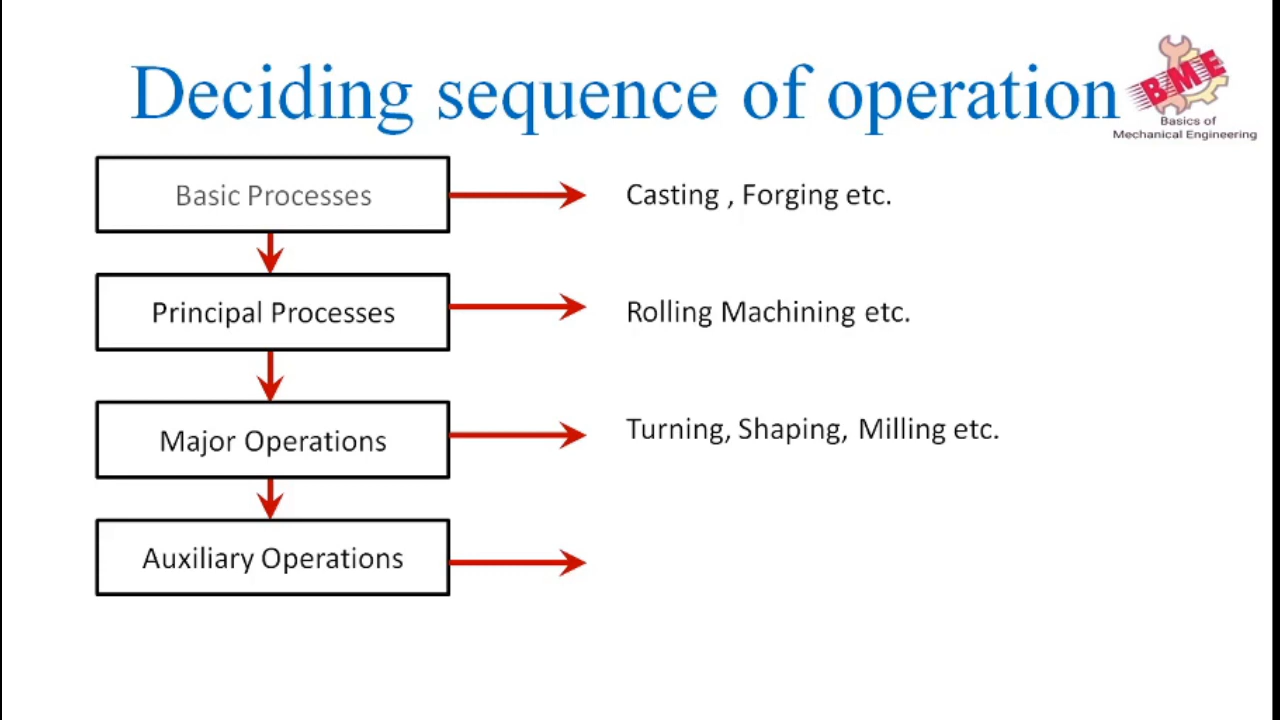 Deciding sequence of operation
BME
Basics of
Mechanical Engineering
Basic Processes
Casting , Forging etc.
Principal Processes
Rolling Machining etc.
Major Operations
Turning, Shaping, Milling etc.
Auxiliary Operations